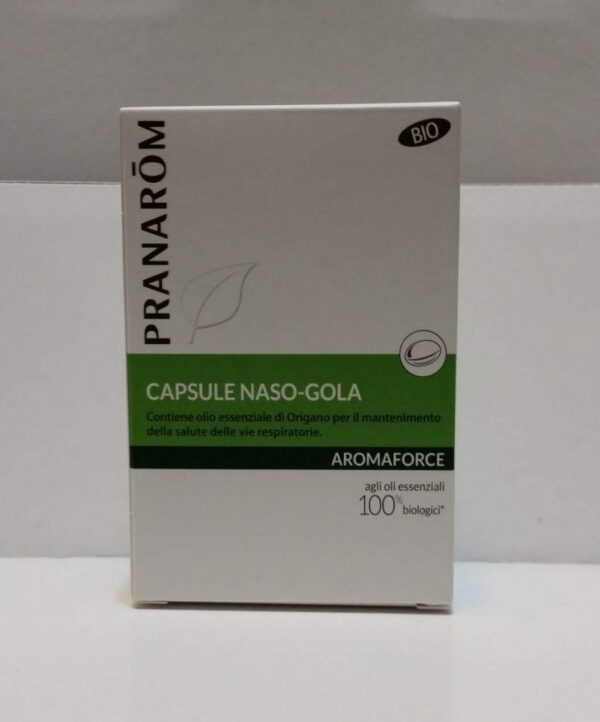 PRANARŌM
BIO
CAPSULE NASO-GOLA
Contiene olio essenziale di Origano per il mantenimento
della salute delle vie respiratorie.
AROMAFORCE
agli oli essenziali
100% biologici*